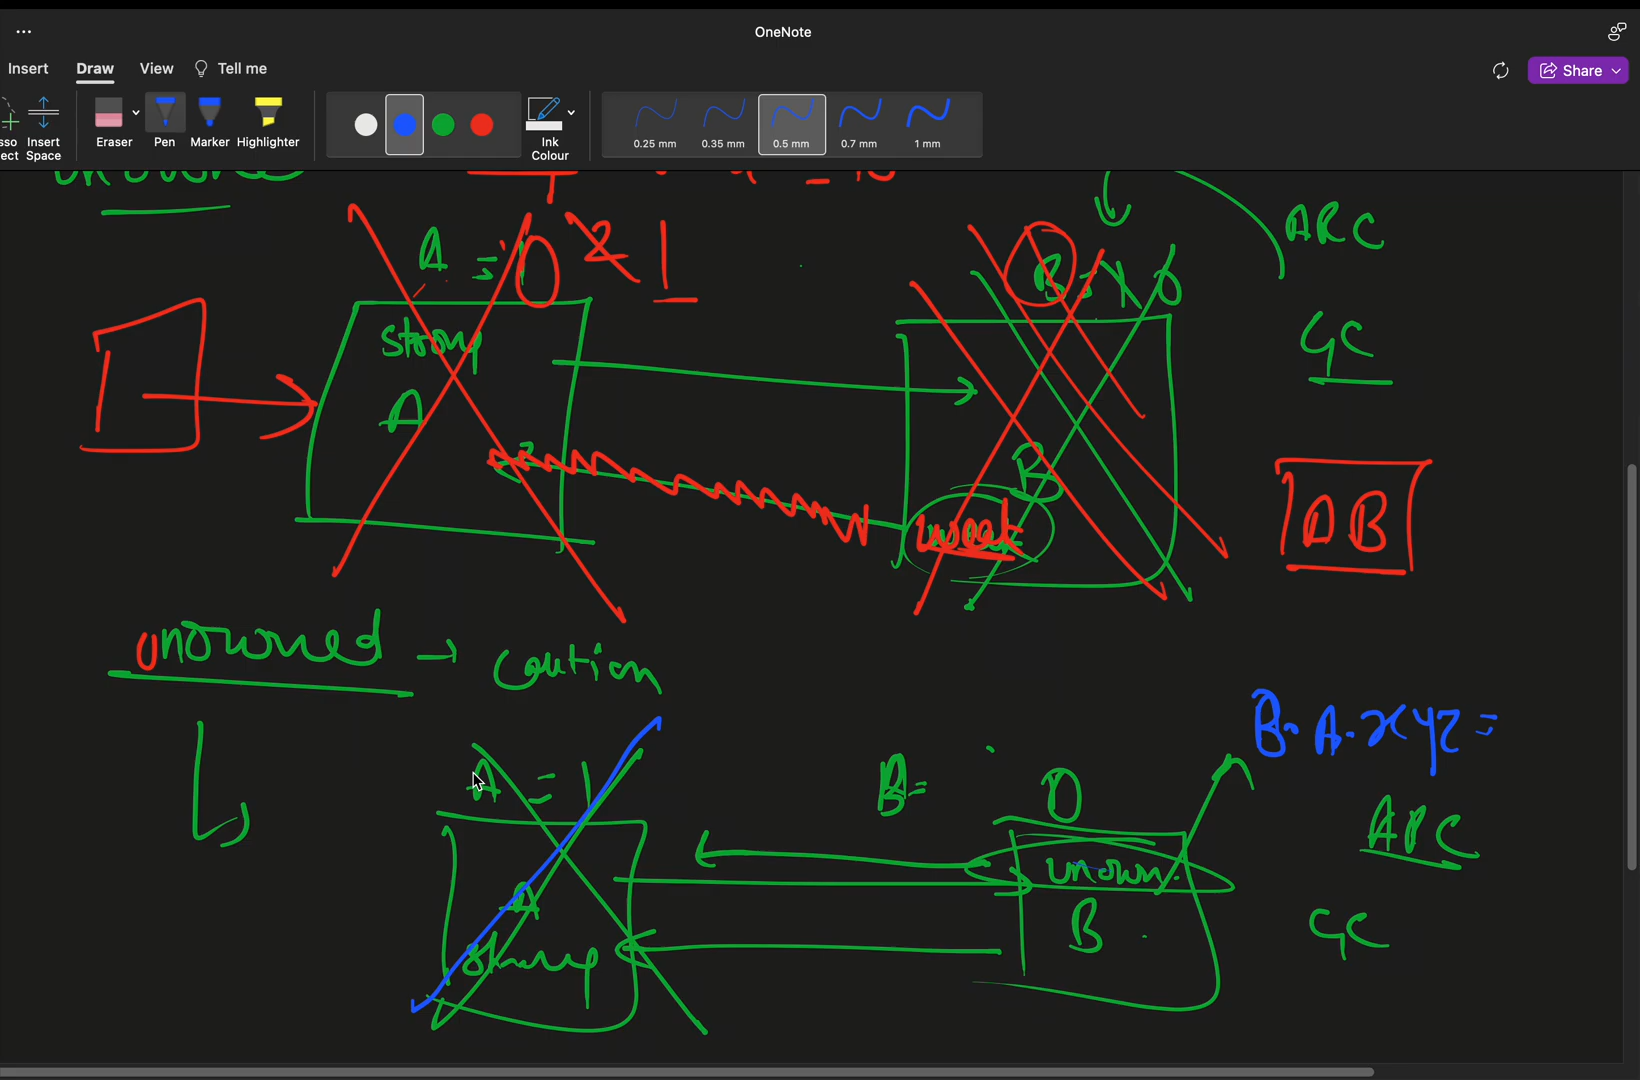 OneNote
Insert Draw View Tell me
Share
Insert Space
Eraser Pen Marker Highlighter
Ink Colour
0.25 mm 0.35 mm 0.5 mm 0.7 mm 1 mm
ARC
A = 0 1
B =
GC
strong
A
B
weak
DB
unowned → caution
B. A. xyz =
A = 1
B =
0
ARC
unown.
A
B
strong
GC